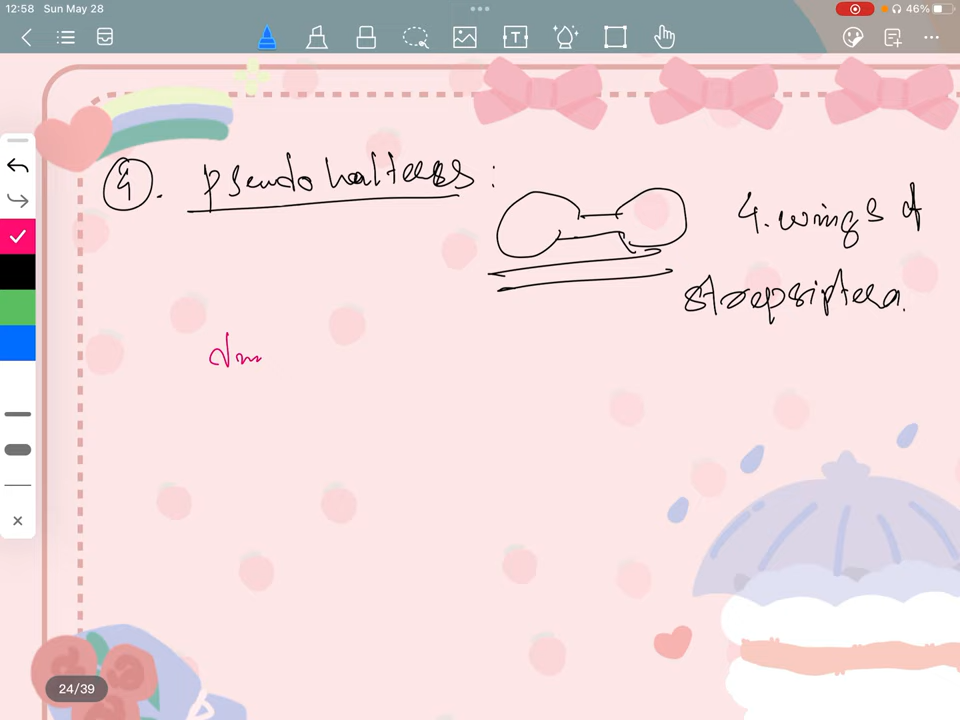 12:58 Sun May 28
46%
④. pseudo halteres :
4. wings of
strepsiptera.
24/39